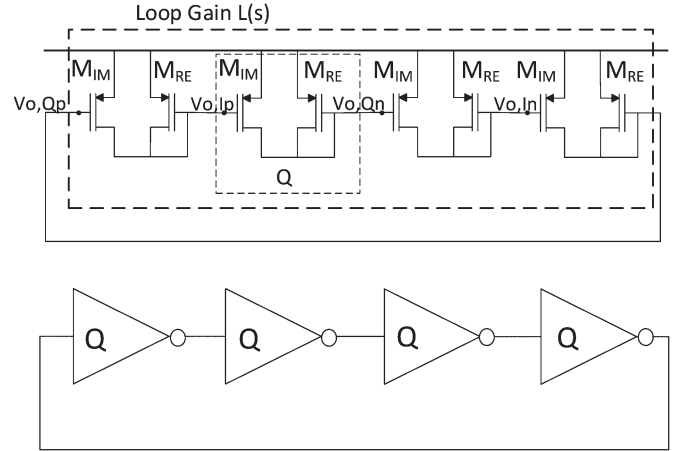 Loop Gain L(s)
MIM MRE MIM MRE MIM MRE MIM MRE
Vo,Qp Vo,Ip Vo,Qn Vo,In
Q
Q Q Q Q